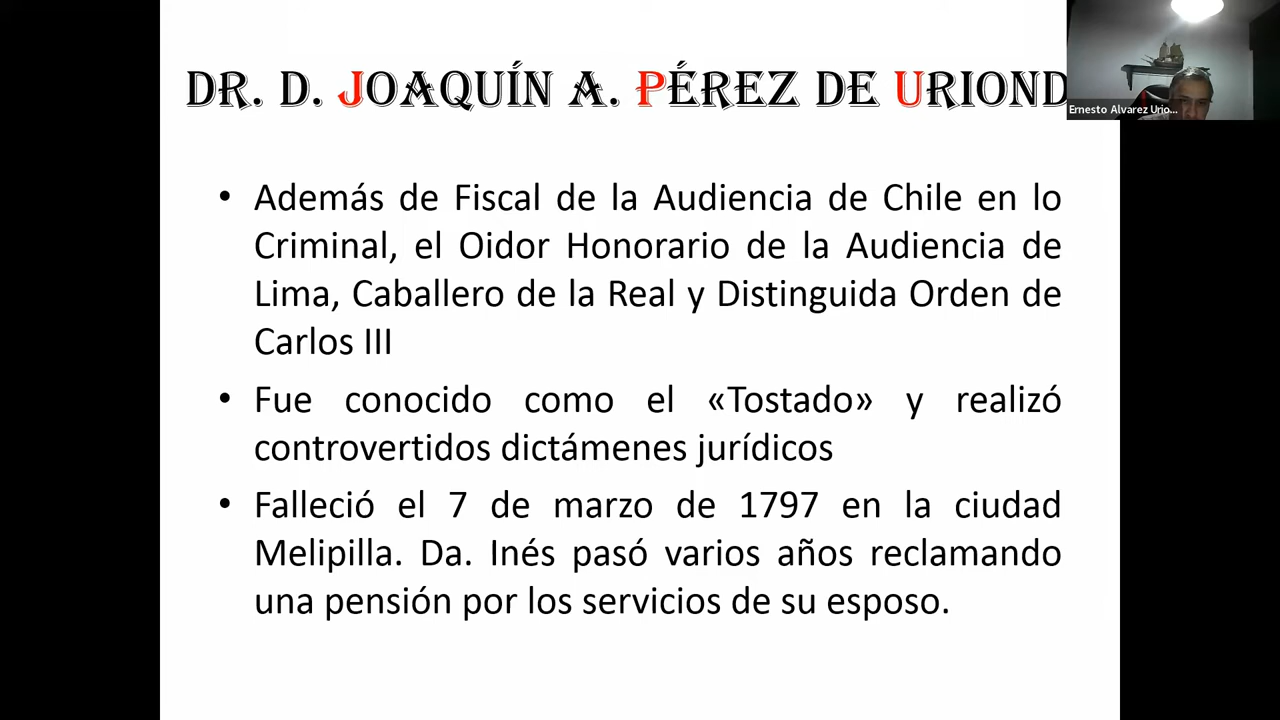 DR. D. JOAQUÍN A. PÉREZ DE URIOND
Ernesto Alvarez Urio...
• Además de Fiscal de la Audiencia de Chile en lo
Criminal, el Oidor Honorario de la Audiencia de
Lima, Caballero de la Real y Distinguida Orden de
Carlos III
• Fue conocido como el «Tostado» y realizó
controvertidos dictámenes jurídicos
• Falleció el 7 de marzo de 1797 en la ciudad
Melipilla. Da. Inés pasó varios años reclamando
una pensión por los servicios de su esposo.